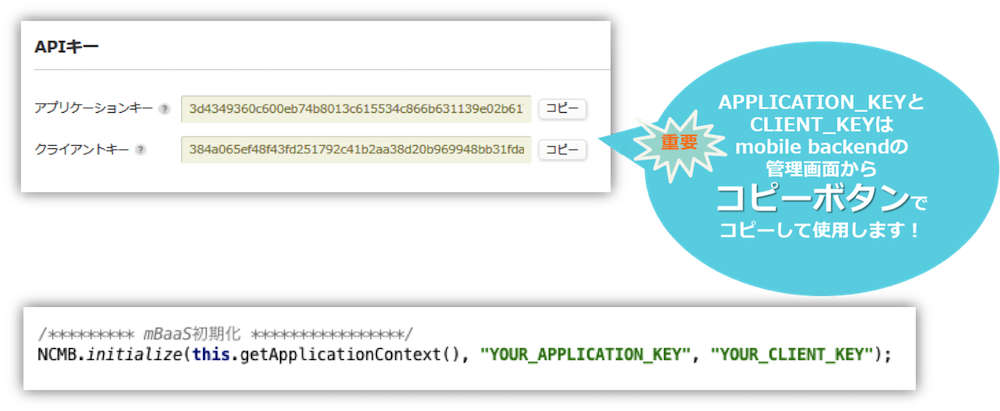 APIキー
アプリケーションキー ?
3d4349360c600eb74b8013c615534c866b631139e02b61
コピー
クライアントキー ?
384a065ef48f43fd251792c41b2aa38d20b969948bb31fda
コピー
重要
APPLICATION_KEYと
CLIENT_KEYは
mobile backendの
管理画面から
コピーボタンで
コピーして使用します！
/********* mBaaS初期化 ****************/
NCMB.initialize(this.getApplicationContext(), "YOUR_APPLICATION_KEY", "YOUR_CLIENT_KEY");